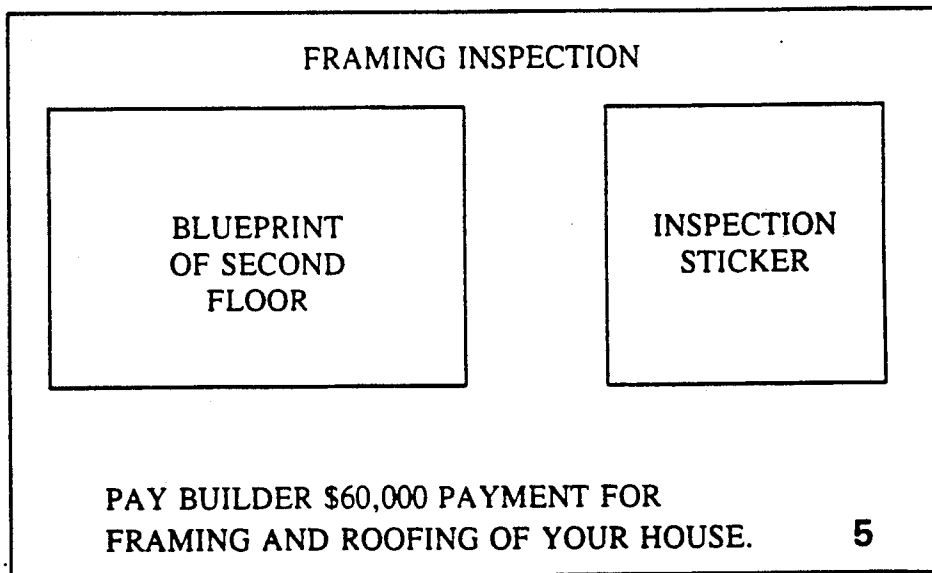 FRAMING INSPECTION
BLUEPRINT
OF SECOND
FLOOR
INSPECTION
STICKER
PAY BUILDER $60,000 PAYMENT FOR
FRAMING AND ROOFING OF YOUR HOUSE.
5